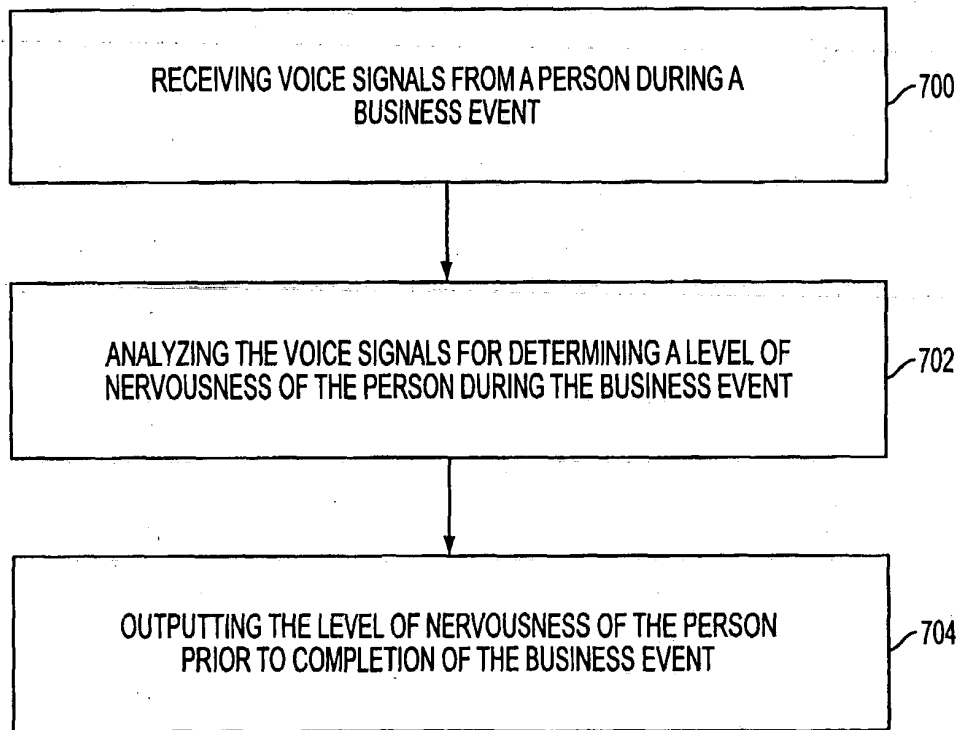 RECEIVING VOICE SIGNALS FROM A PERSON DURING A
BUSINESS EVENT
700
ANALYZING THE VOICE SIGNALS FOR DETERMINING A LEVEL OF
NERVOUSNESS OF THE PERSON DURING THE BUSINESS EVENT
702
OUTPUTTING THE LEVEL OF NERVOUSNESS OF THE PERSON
PRIOR TO COMPLETION OF THE BUSINESS EVENT
704